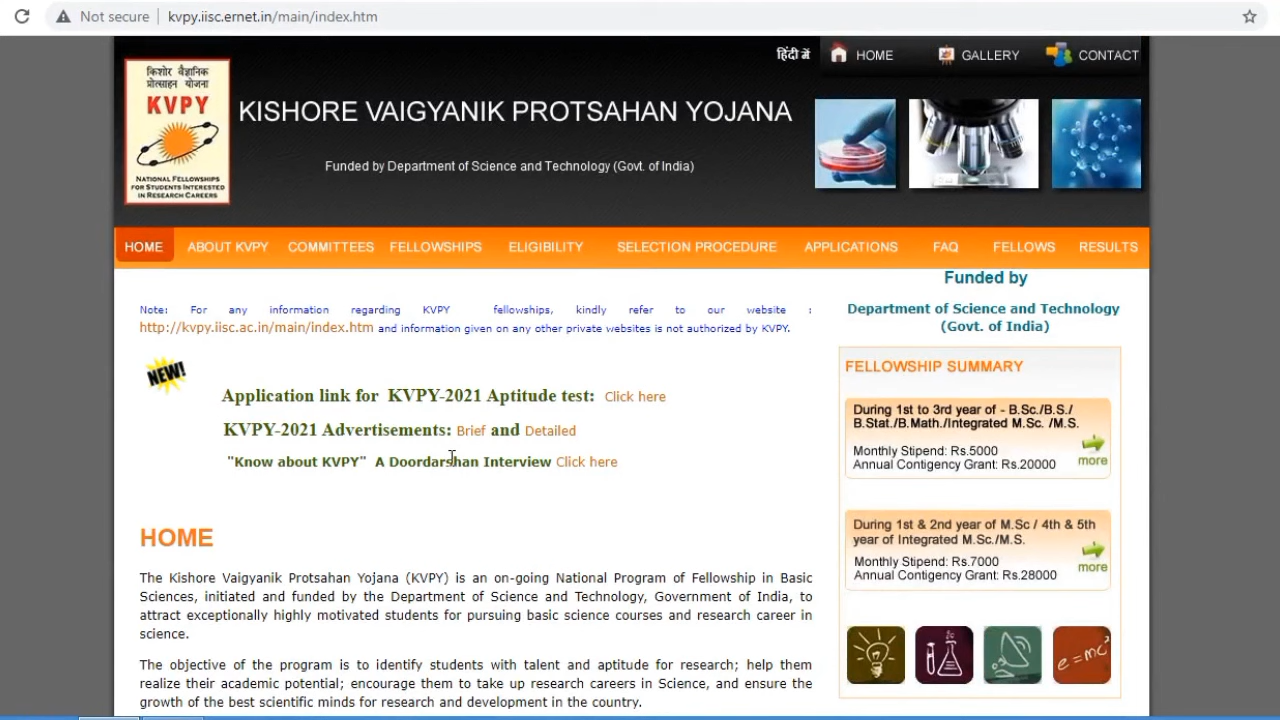 Not secure kvpy.iisc.ernet.in/main/index.htm
हिंदी में HOME GALLERY CONTACT
किशोर वैज्ञानिक
प्रोत्साहन योजना
KVPY
NATIONAL FELLOWSHIPS
FOR STUDENTS INTERESTED
IN RESEARCH CAREERS
KISHORE VAIGYANIK PROTSAHAN YOJANA
Funded by Department of Science and Technology (Govt. of India)
HOME ABOUT KVPY COMMITTEES FELLOWSHIPS ELIGIBILITY SELECTION PROCEDURE APPLICATIONS FAQ FELLOWS RESULTS
Note: For any information regarding KVPY fellowships, kindly refer to our website :
http://kvpy.iisc.ac.in/main/index.htm and information given on any other private websites is not authorized by KVPY.
NEW!
Application link for KVPY-2021 Aptitude test: Click here
KVPY-2021 Advertisements: Brief and Detailed
"Know about KVPY" A Doordarshan Interview Click here
HOME
The Kishore Vaigyanik Protsahan Yojana (KVPY) is an on-going National Program of Fellowship in Basic
Sciences, initiated and funded by the Department of Science and Technology, Government of India, to
attract exceptionally highly motivated students for pursuing basic science courses and research career in
science.
The objective of the program is to identify students with talent and aptitude for research; help them
realize their academic potential; encourage them to take up research careers in Science, and ensure the
growth of the best scientific minds for research and development in the country.
Funded by
Department of Science and Technology
(Govt. of India)
FELLOWSHIP SUMMARY
During 1st to 3rd year of - B.Sc./B.S./
B.Stat./B.Math./Integrated M.Sc. /M.S.
Monthly Stipend: Rs.5000
Annual Contigency Grant: Rs.20000
more
During 1st & 2nd year of M.Sc / 4th & 5th
year of Integrated M.Sc./M.S.
Monthly Stipend: Rs.7000
Annual Contigency Grant: Rs.28000
more
e=mc²